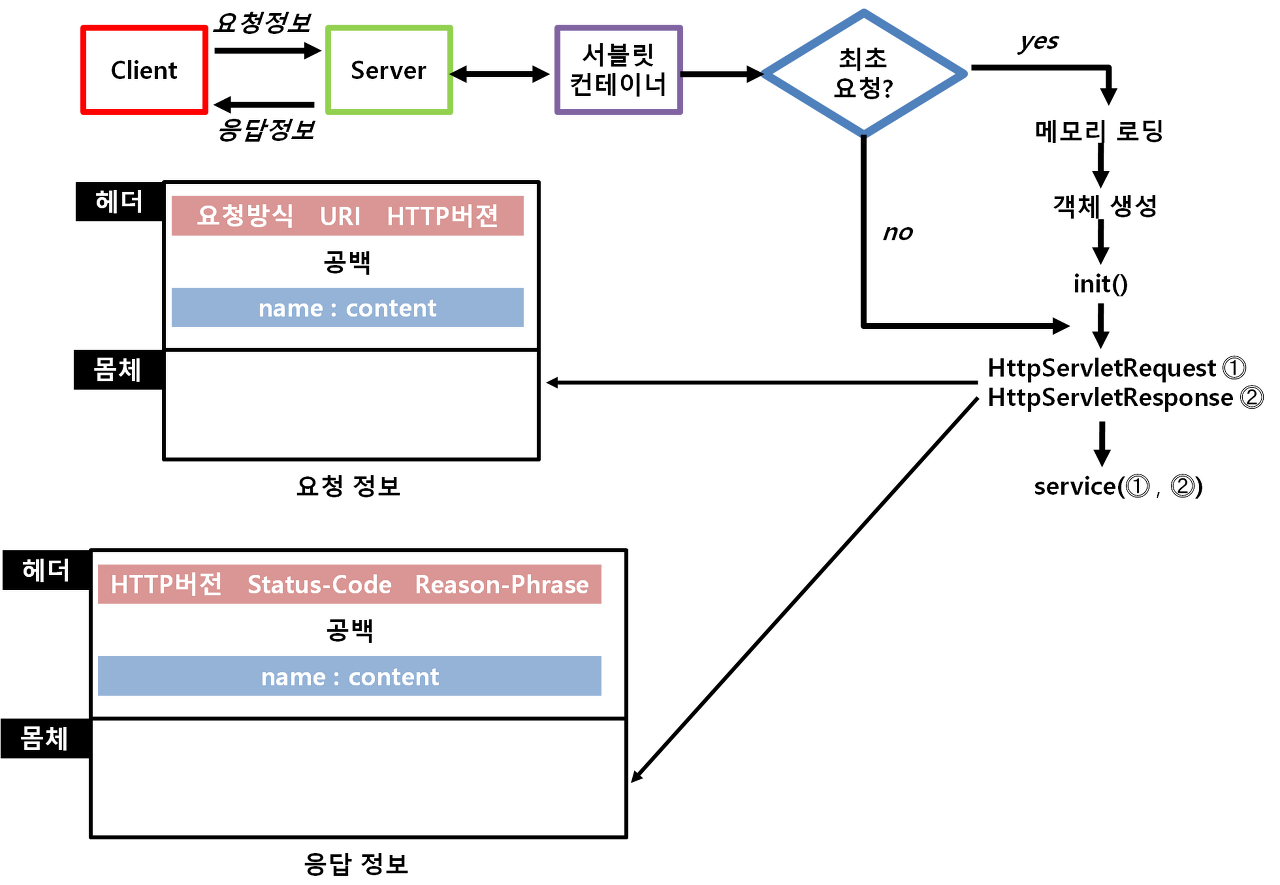 요청정보
Client
Server
응답정보
서블릿
컨테이너
최초
요청?
yes
no
메모리 로딩
객체 생성
init()
HttpServletRequest ①
HttpServletResponse ②
service(① , ②)
헤더
요청방식 URI HTTP버젼
공백
name : content
몸체
요청 정보
헤더
HTTP버전 Status-Code Reason-Phrase
공백
name : content
몸체
응답 정보